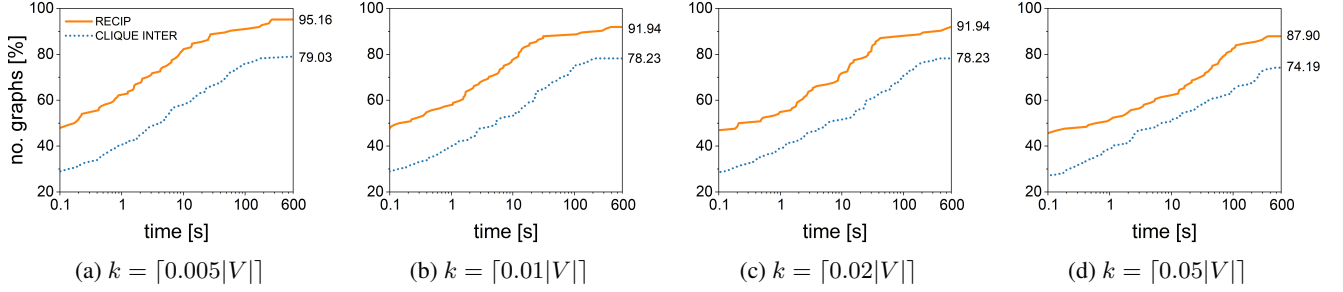 no. graphs [%]
100
80
60
40
20
RECIP
CLIQUE INTER
95.16
79.03
0.1 1 10 100 600
time [s]
(a) k = ⌈0.005|V|⌉
100
80
60
40
20
91.94
78.23
0.1 1 10 100 600
time [s]
(b) k = ⌈0.01|V|⌉
100
80
60
40
20
91.94
78.23
0.1 1 10 100 600
time [s]
(c) k = ⌈0.02|V|⌉
100
80
60
40
20
87.90
74.19
0.1 1 10 100 600
time [s]
(d) k = ⌈0.05|V|⌉